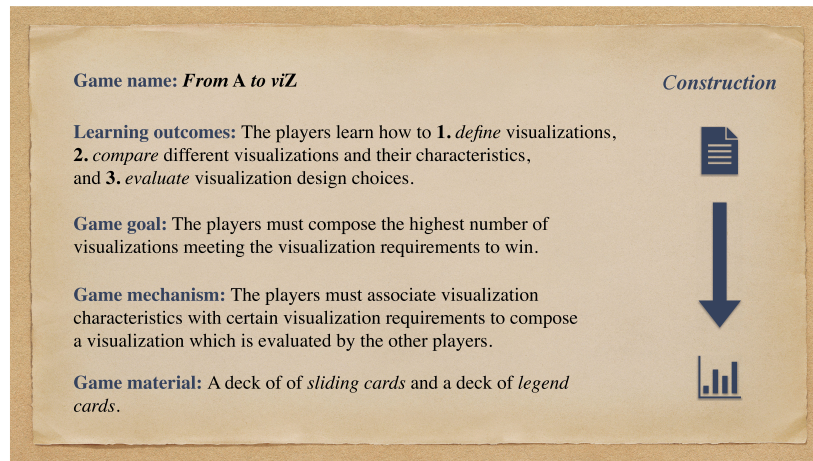 Game name: From A to viZ
Construction
Learning outcomes: The players learn how to 1. define visualizations,
2. compare different visualizations and their characteristics,
and 3. evaluate visualization design choices.
Game goal: The players must compose the highest number of
visualizations meeting the visualization requirements to win.
Game mechanism: The players must associate visualization
characteristics with certain visualization requirements to compose
a visualization which is evaluated by the other players.
Game material: A deck of of sliding cards and a deck of legend
cards.